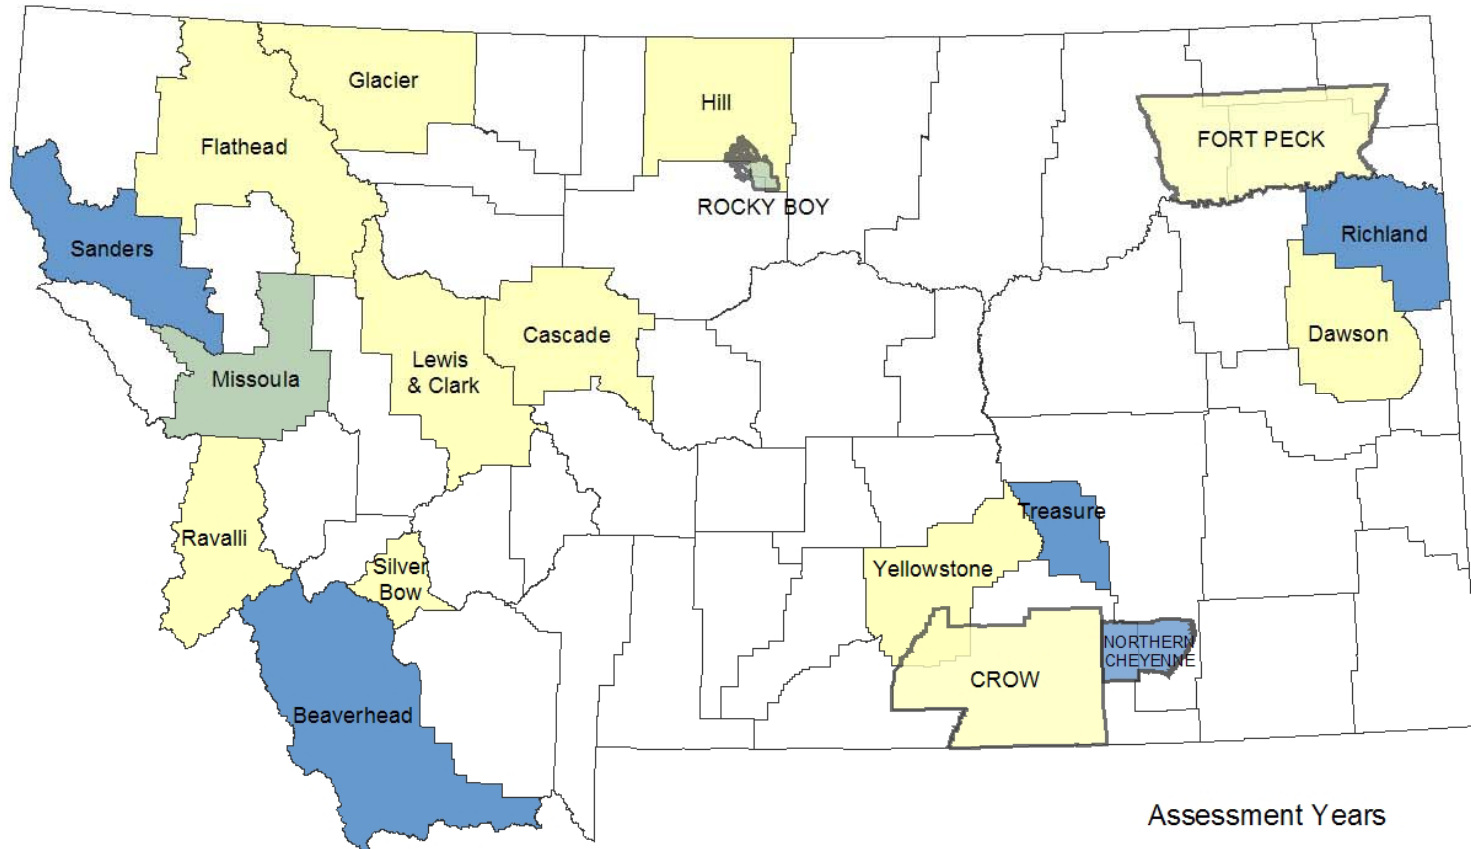 Glacier
Hill
Flathead
FORT PECK
ROCKY BOY
Sanders
Richland
Cascade
Dawson
Lewis
& Clark
Missoula
Treasure
Ravalli
Silver
Bow
Yellowstone
NORTHERN
CHEYENNE
CROW
Beaverhead
Assessment Years